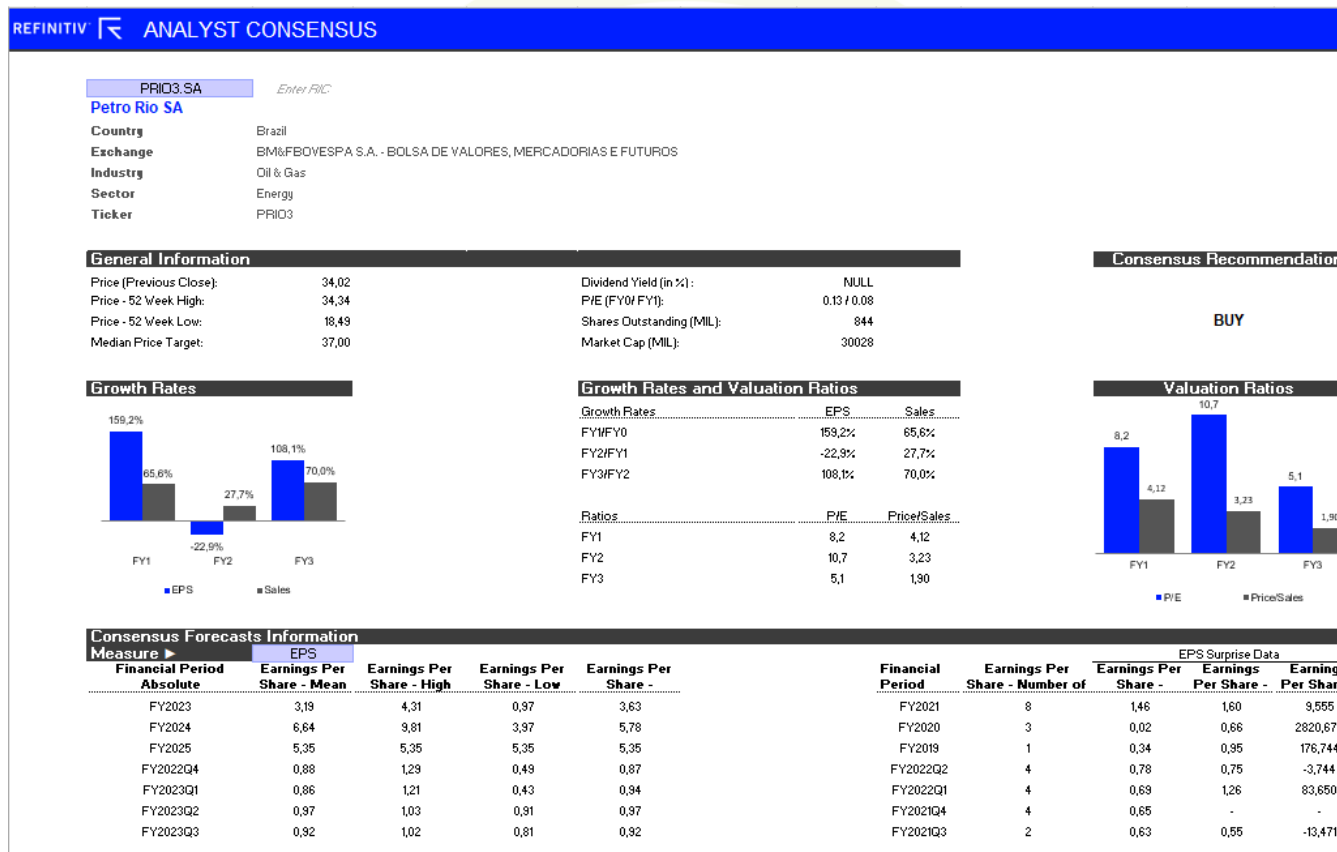 REFINITIV ANALYST CONSENSUS
PRIO3.SA Enter RIC
Petro Rio SA
Country Brazil
Exchange BM&FBOVESPA S.A. - BOLSA DE VALORES, MERCADORIAS E FUTUROS
Industry Oil & Gas
Sector Energy
Ticker PRIO3
General Information Consensus Recommendation
Price (Previous Close): 34,02 Dividend Yield (in %) : NULL
Price - 52 Week High: 34,34 P/E (FY0/ FY1): 0.13 / 0.08
Price - 52 Week Low: 18,49 Shares Outstanding (MIL): 844 BUY
Median Price Target: 37,00 Market Cap (MIL): 30028
Growth Rates Growth Rates and Valuation Ratios Valuation Ratios
159,2%
65,6%
-22,9%
27,7%
108,1%
70,0%
FY1 FY2 FY3
EPS Sales
Growth Rates EPS Sales
FY1/FY0 159,2% 65,6%
FY2/FY1 -22,9% 27,7%
FY3/FY2 108,1% 70,0%
Ratios P/E Price/Sales
FY1 8,2 4,12
FY2 10,7 3,23
FY3 5,1 1,90
8,2
4,12
10,7
3,23
5,1
1,90
FY1 FY2 FY3
P/E Price/Sales
Consensus Forecasts Information
Measure ► EPS EPS Surprise Data
Financial Period Earnings Per Earnings Per Earnings Per Earnings Per Financial Earnings Per Earnings Per Earnings Earning
Absolute Share - Mean Share - High Share - Low Share - Period Share - Number of Share - Per Share - Per Shar
FY2023 3,19 4,31 0,97 3,63 FY2021 8 1,46 1,60 9,555
FY2024 6,64 9,81 3,97 5,78 FY2020 3 0,02 0,66 2820,67
FY2025 5,35 5,35 5,35 5,35 FY2019 1 0,34 0,95 176,744
FY2022Q4 0,88 1,29 0,49 0,87 FY2022Q2 4 0,78 0,75 -3,744
FY2023Q1 0,86 1,21 0,43 0,94 FY2022Q1 4 0,69 1,26 83,650
FY2023Q2 0,97 1,03 0,91 0,97 FY2021Q4 4 0,65 - -
FY2023Q3 0,92 1,02 0,81 0,92 FY2021Q3 2 0,63 0,55 -13,471